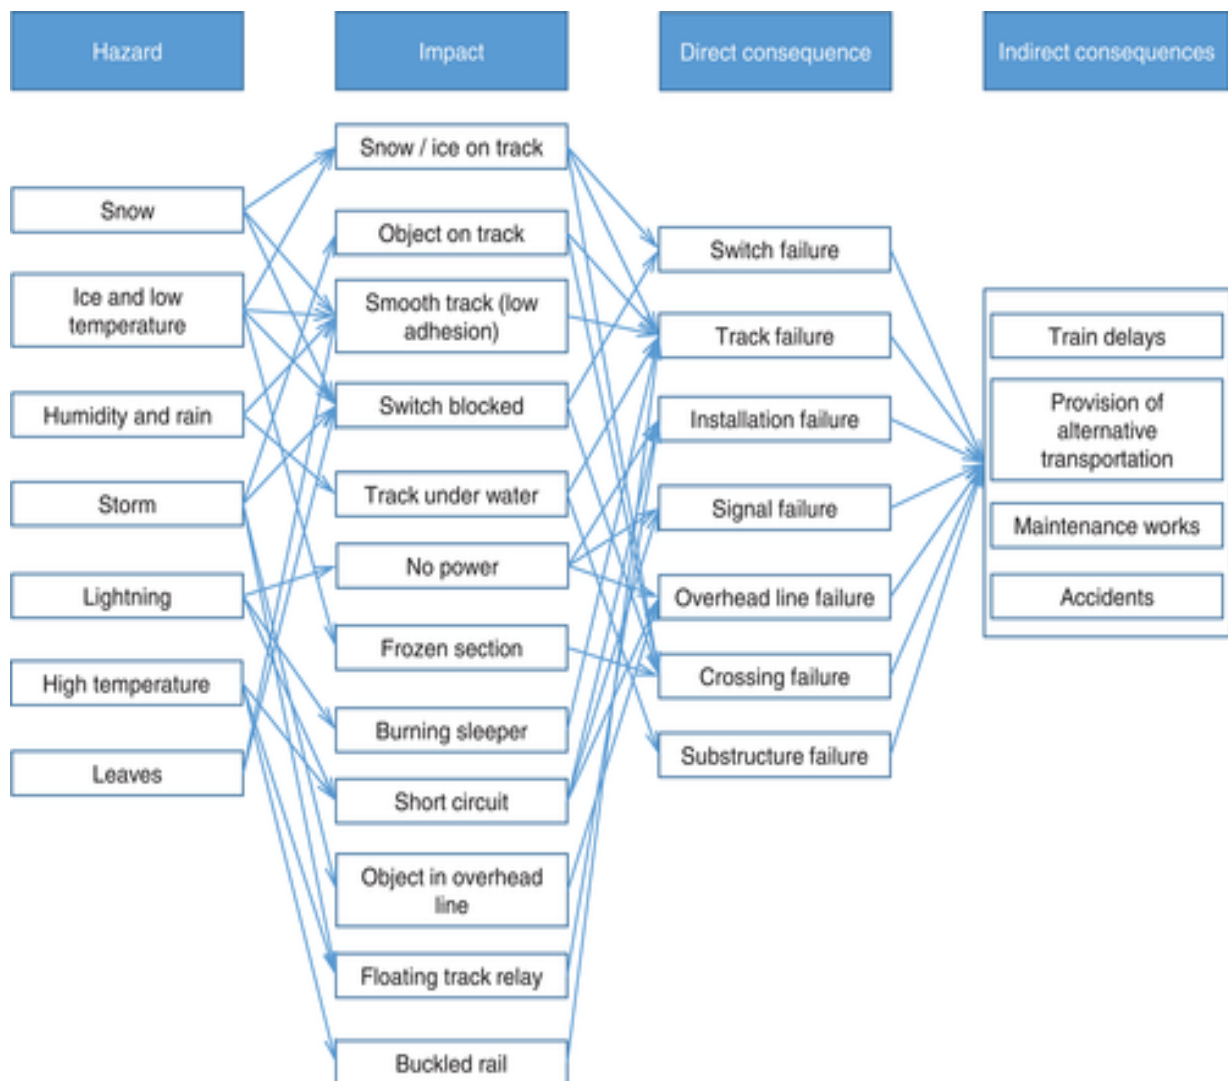 Hazard
Impact
Direct consequence
Indirect consequences
Snow
Ice and low
temperature
Humidity and rain
Storm
Lightning
High temperature
Leaves
Snow / ice on track
Object on track
Smooth track (low
adhesion)
Switch blocked
Track under water
No power
Frozen section
Burning sleeper
Short circuit
Object in overhead
line
Floating track relay
Buckled rail
Switch failure
Track failure
Installation failure
Signal failure
Overhead line failure
Crossing failure
Substructure failure
Train delays
Provision of
alternative
transportation
Maintenance works
Accidents